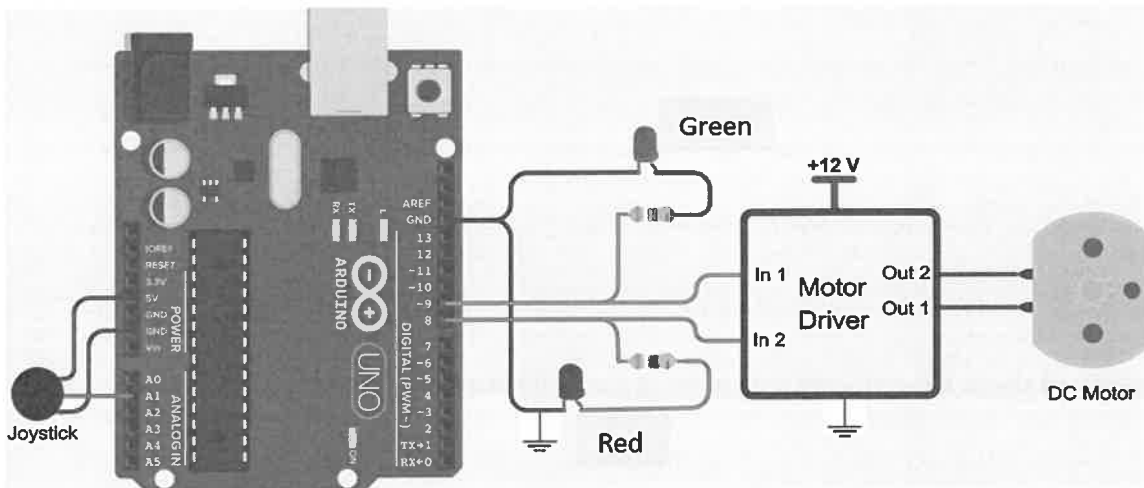 Green
+12 V
AREF
GND
RX
TX
L
13
12
~11
~10
~9
8
7
~6
~5
4
~3
2
TX→1
RX←0
ARDUINO
UNO
DIGITAL (PWM~)
ON
IOREF
RESET
3.3V
5V
GND
GND
POWER
A0
A1
A2
A3
A4
A5
ANALOG IN
Joystick
In 1
In 2
Motor
Driver
Out 2
Out 1
DC Motor
Red